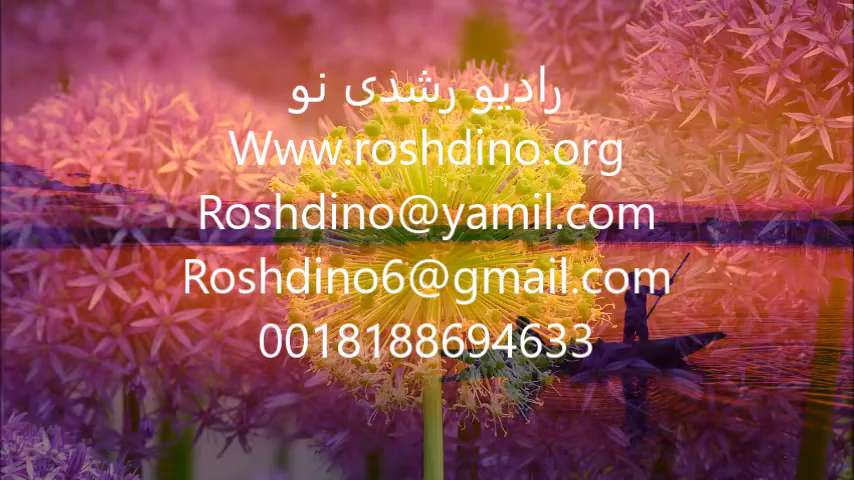 رادیو رشدی نو
Www.roshdino.org
Roshdino@yamil.com
Roshdino6@gmail.com
0018188694633